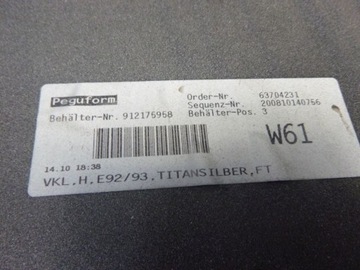 Peguform
Order-Nr. 63704231
Sequenz-Nr. 200810140756
Behälter-Nr. 912175958 Behälter-Pos. 3
W61
14.10 18:38
VKL,H,E92/93,TITANSILBER,FT